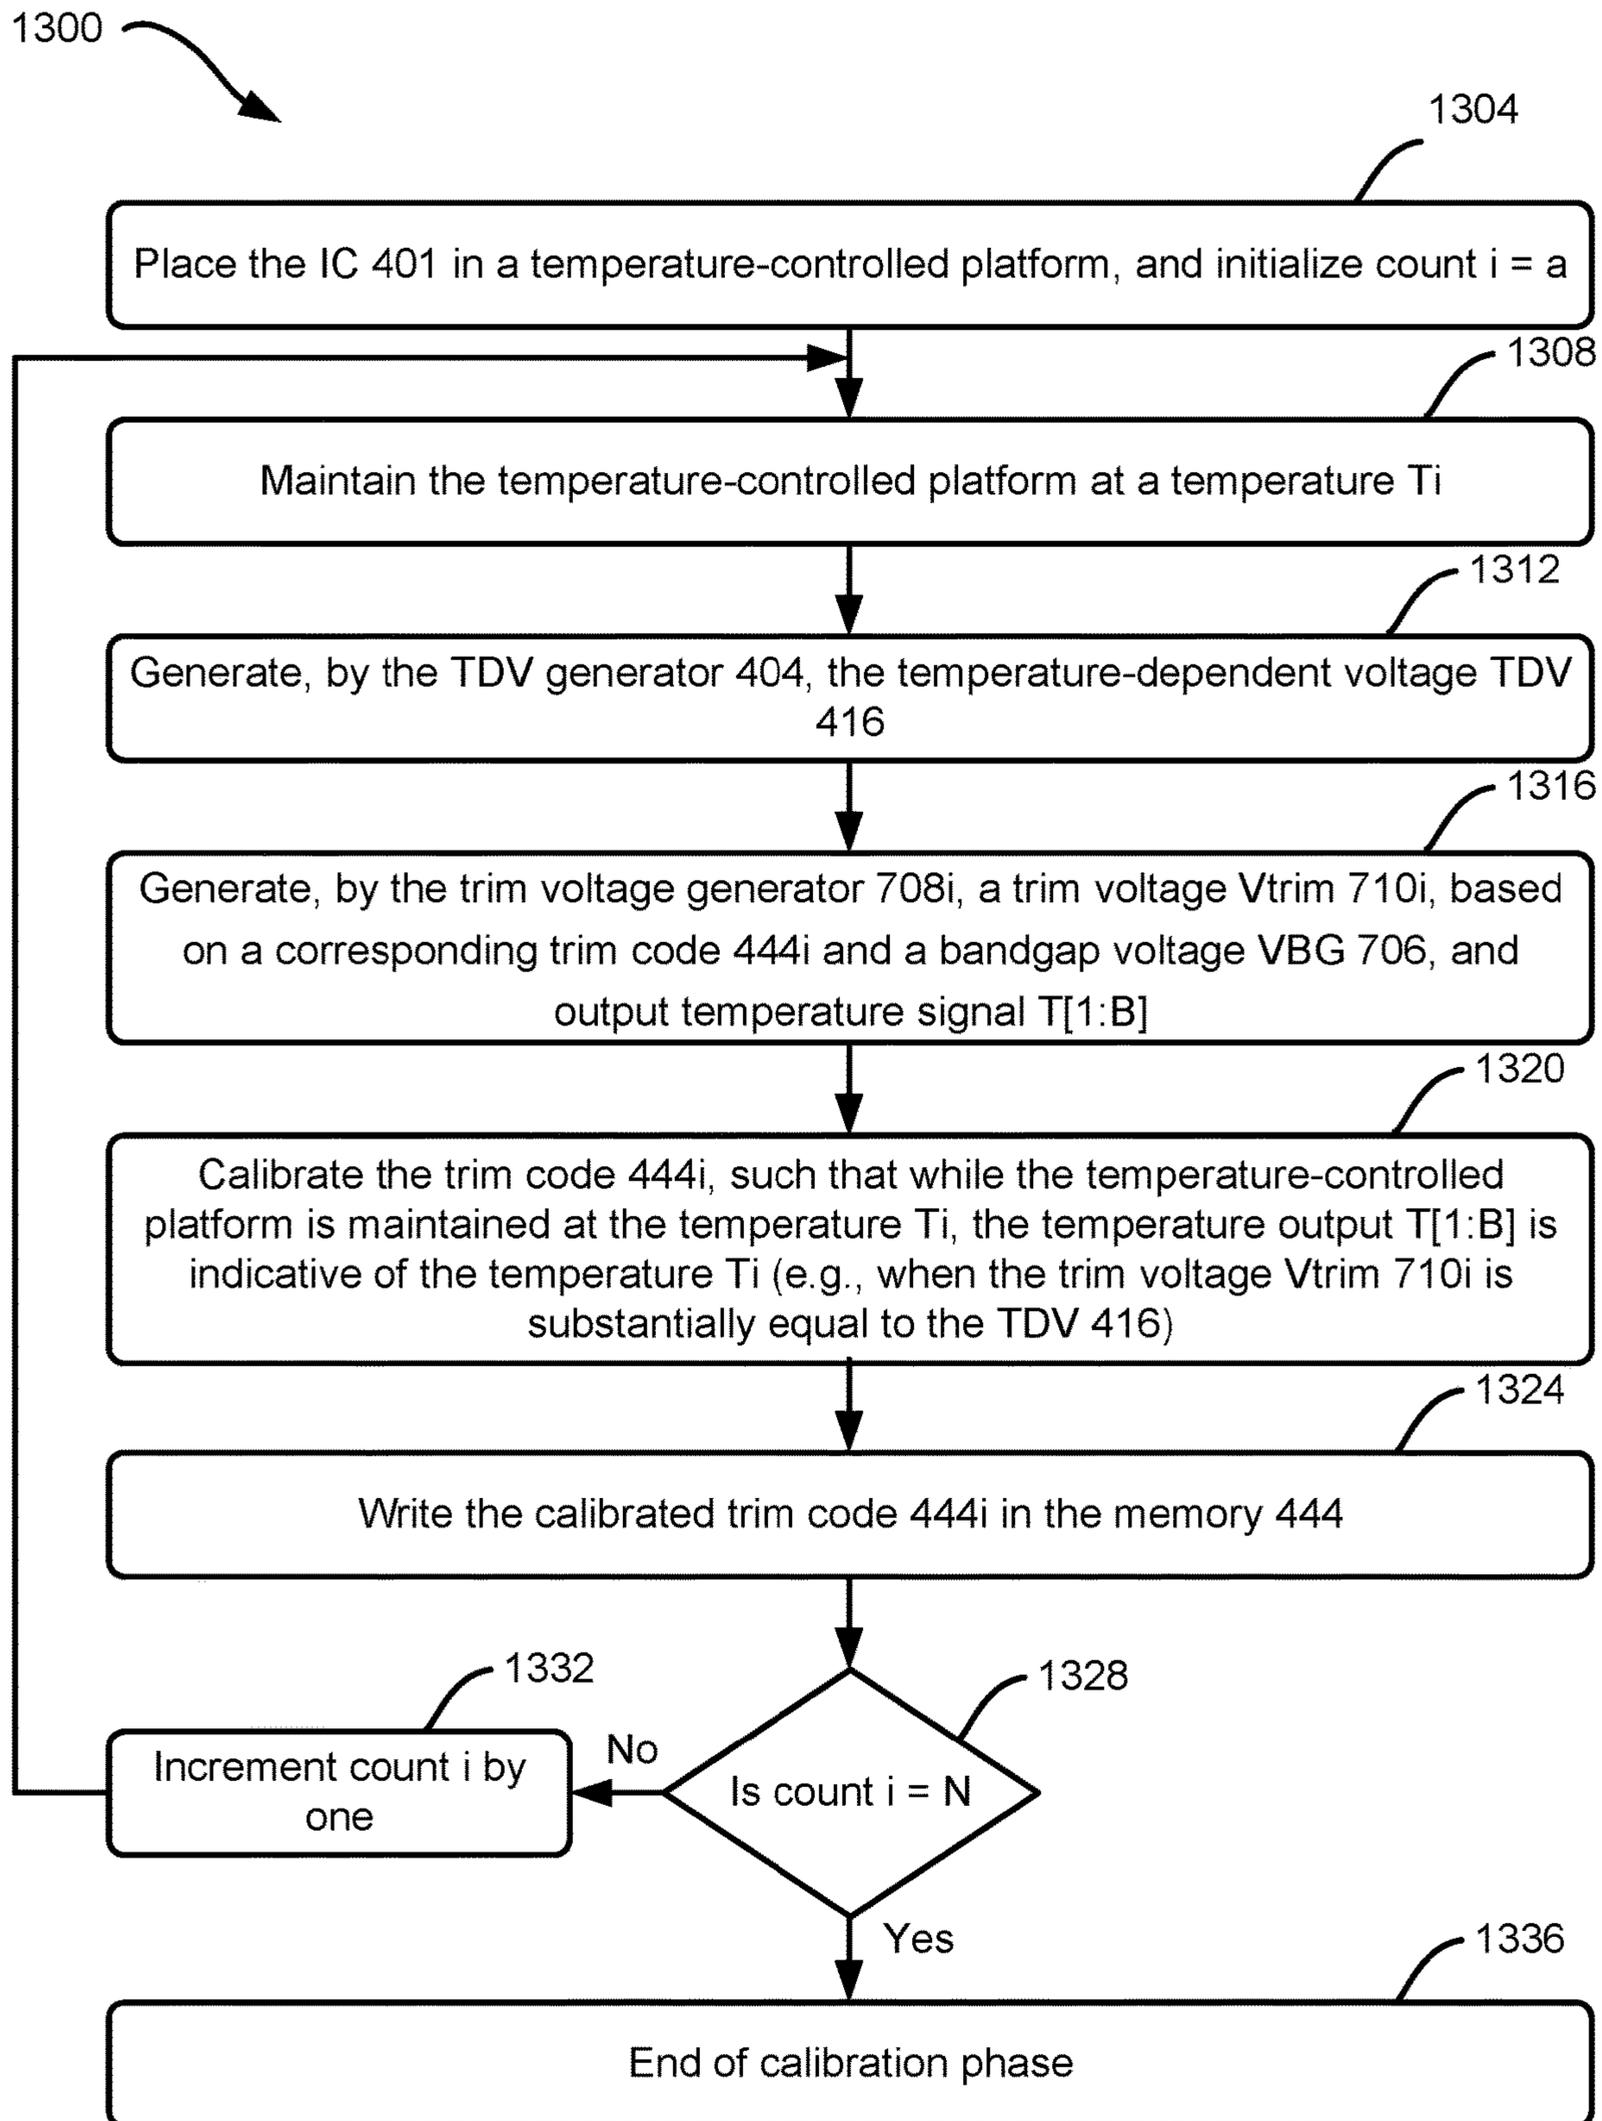 1300
1304
Place the IC 401 in a temperature-controlled platform, and initialize count i = a
1308
Maintain the temperature-controlled platform at a temperature Ti
1312
Generate, by the TDV generator 404, the temperature-dependent voltage TDV
416
1316
Generate, by the trim voltage generator 708i, a trim voltage Vtrim 710i, based
on a corresponding trim code 444i and a bandgap voltage VBG 706, and
output temperature signal T[1:B]
1320
Calibrate the trim code 444i, such that while the temperature-controlled
platform is maintained at the temperature Ti, the temperature output T[1:B] is
indicative of the temperature Ti (e.g., when the trim voltage Vtrim 710i is
substantially equal to the TDV 416)
1324
Write the calibrated trim code 444i in the memory 444
1332
1328
Increment count i by
one
No
Is count i = N
Yes
1336
End of calibration phase